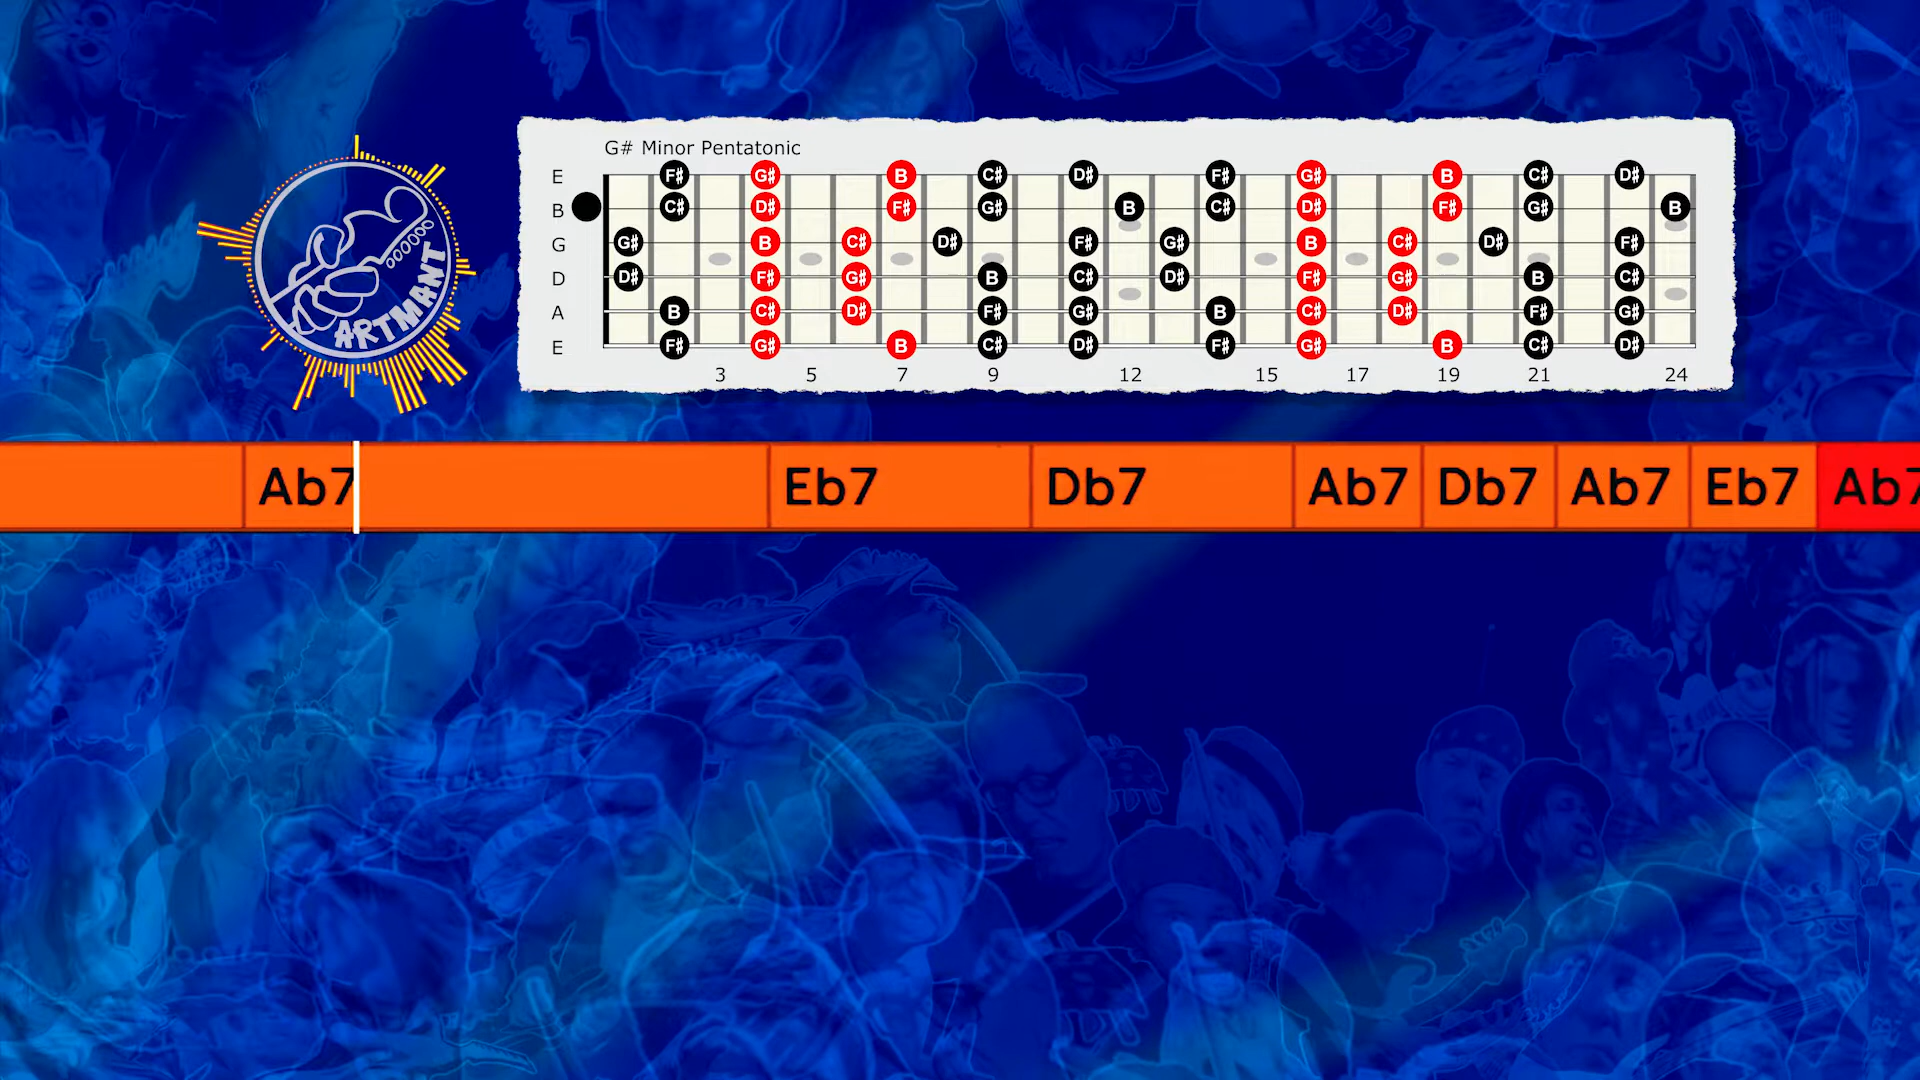 G# Minor Pentatonic
E F# G# B C# D# F# G# B C# D#
B C# D# F# G# B C# D# F# G# B
G G# B C# D# F# G# B C# D# F#
D D# F# G# B C# D# F# G# B C#
A B C# D# F# G# B C# D# F# G#
E F# G# B C# D# F# G# B C# D#
3 5 7 9 12 15 17 19 21 24
ARTMANT
Ab7 Eb7 Db7 Ab7 Db7 Ab7 Eb7 Ab7